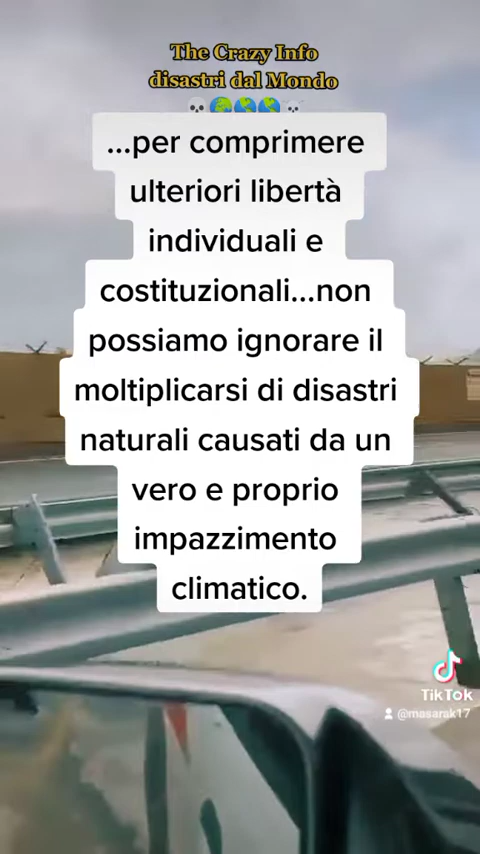 The Crazy Info
disastri dal Mondo
💀🌍🌎🌎☠️
...per comprimere
ulteriori libertà
individuali e
costituzionali...non
possiamo ignorare il
moltiplicarsi di disastri
naturali causati da un
vero e proprio
impazzimento
climatico.
TikTok
@masarak17